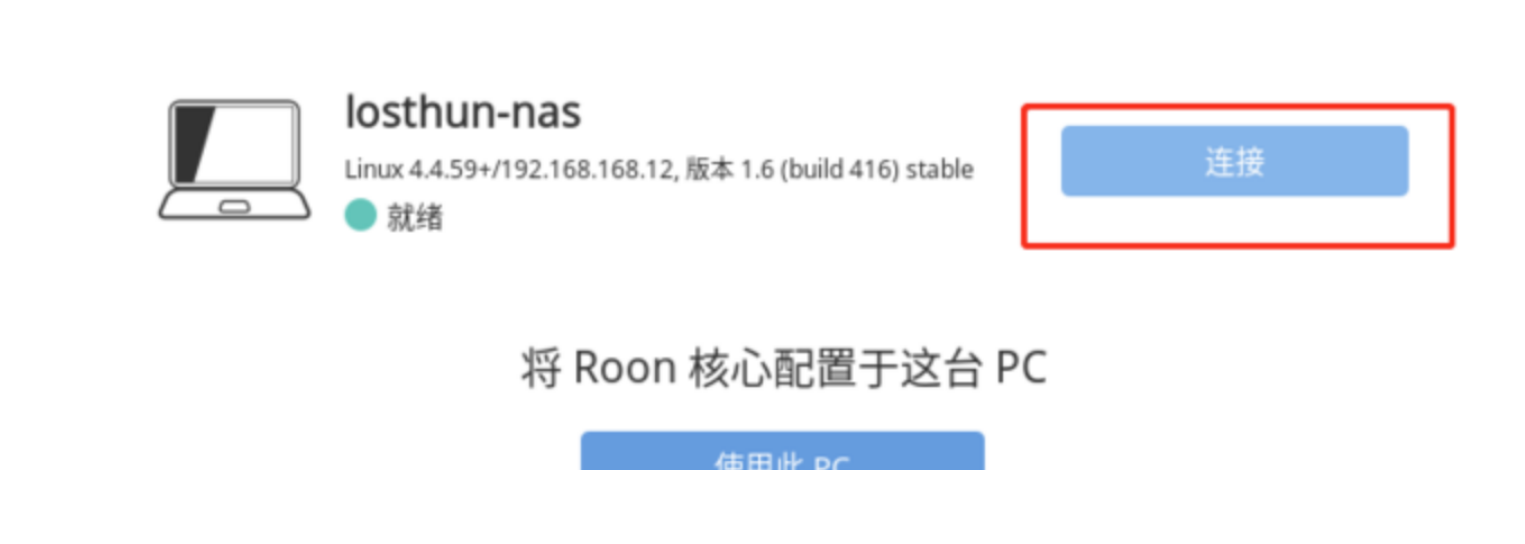 losthun-nas
Linux 4.4.59+/192.168.168.12, 版本 1.6 (build 416) stable
就绪
连接
将 Roon 核心配置于这台 PC
使用此 PC